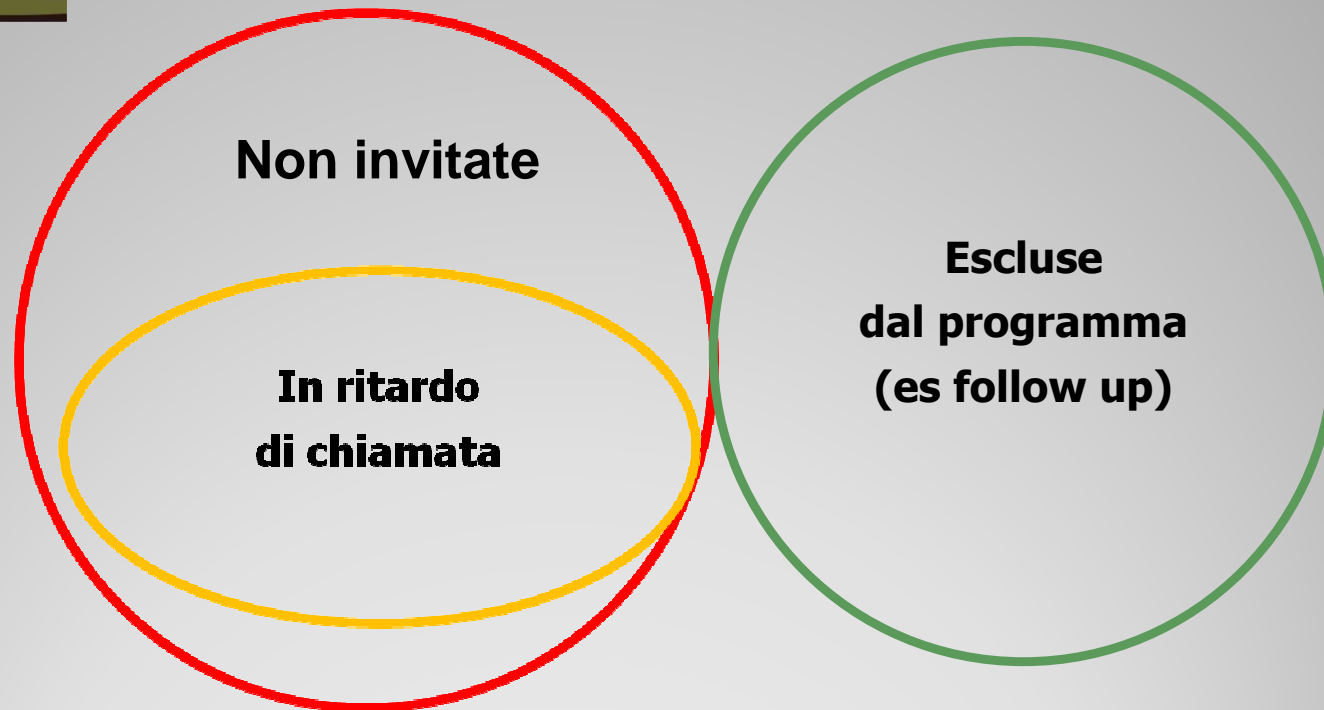 Non invitate
In ritardo
di chiamata
Escluse
dal programma
(es follow up)